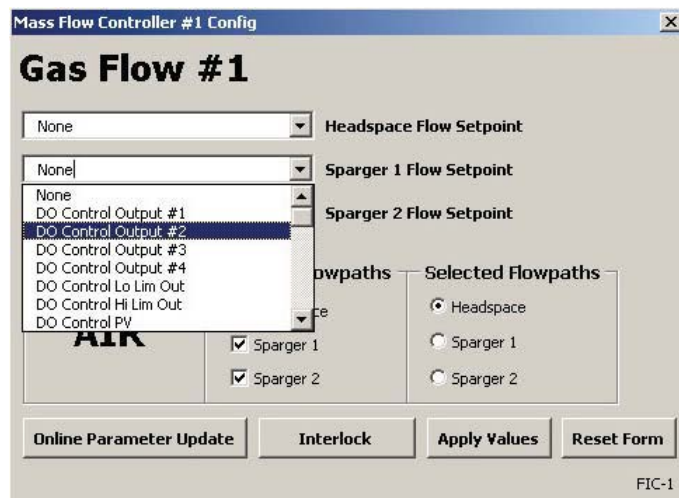 Mass Flow Controller #1 Config
Gas Flow #1
None
Headspace Flow Setpoint
None
Sparger 1 Flow Setpoint
None
DO Control Output #1
DO Control Output #2
DO Control Output #3
DO Control Output #4
DO Control Lo Lim Out
DO Control Hi Lim Out
DO Control PV
Sparger 2 Flow Setpoint
AIR
Sparger 1
Sparger 2
Selected Flowpaths
Headspace
Sparger 1
Sparger 2
Online Parameter Update
Interlock
Apply Values
Reset Form
FIC-1